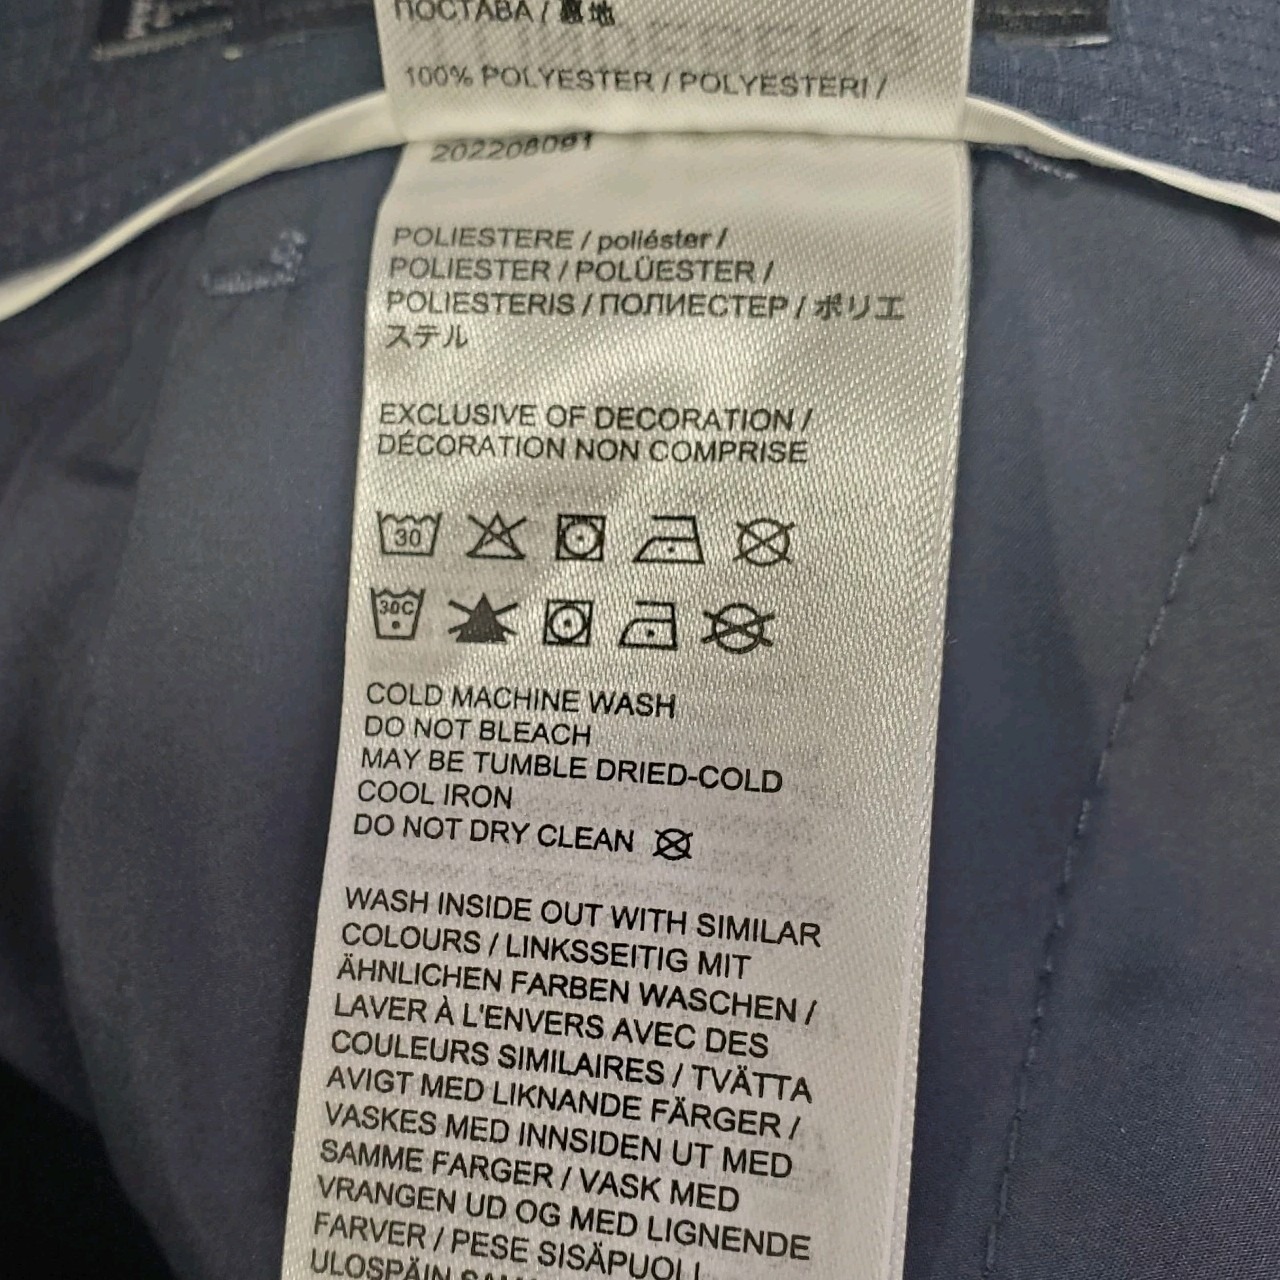 ПОСТАВА / 裏地
100% POLYESTER / POLYESTERI /
202208091
POLIESTERE / poliészter /
POLIESTER / POLÜESTER /
POLIESTERIS / ПОЛИЕСТЕР / ポリエ
ステル
EXCLUSIVE OF DECORATION /
DÉCORATION NON COMPRISE
30
30C
COLD MACHINE WASH
DO NOT BLEACH
MAY BE TUMBLE DRIED-COLD
COOL IRON
DO NOT DRY CLEAN
WASH INSIDE OUT WITH SIMILAR
COLOURS / LINKSSEITIG MIT
ÄHNLICHEN FARBEN WASCHEN /
LAVER À L'ENVERS AVEC DES
COULEURS SIMILAIRES / TVÄTTA
AVIGT MED LIKNANDE FÄRGER /
VASKES MED INNSIDEN UT MED
SAMME FARGER / VASK MED
VRANGEN UD OG MED LIGNENDE
FARVER / PESE SISÄPUOLI
ULOSPÄIN